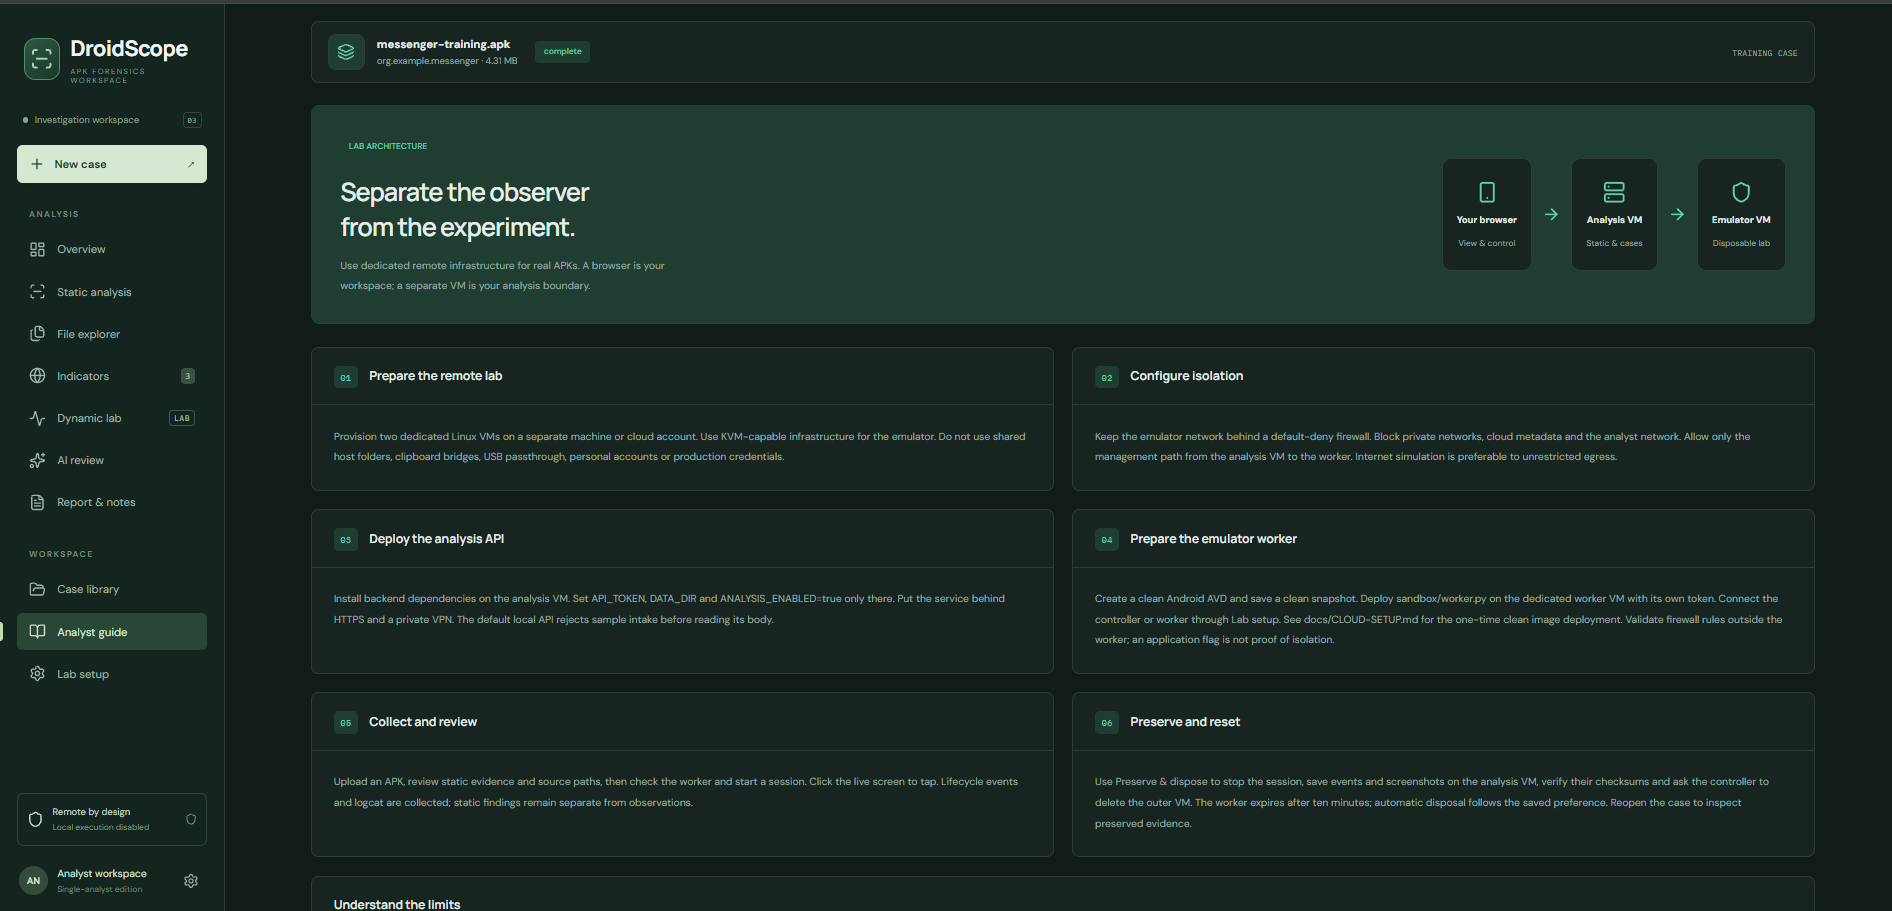 DroidScope
APK FORENSICS
WORKSPACE
Investigation workspace
03
New case
ANALYSIS
Overview
Static analysis
File explorer
Indicators
3
Dynamic lab
LAB
AI review
Report & notes
WORKSPACE
Case library
Analyst guide
Lab setup
Remote by design
Local execution disabled
AN
Analyst workspace
Single-analyst edition
messenger-training.apk
org.example.messenger · 4.31 MB
complete
TRAINING CASE
LAB ARCHITECTURE
Separate the observer
from the experiment.
Use dedicated remote infrastructure for real APKs. A browser is your
workspace; a separate VM is your analysis boundary.
Your browser
View & control
Analysis VM
Static & cases
Emulator VM
Disposable lab
01
Prepare the remote lab
Provision two dedicated Linux VMs on a separate machine or cloud account. Use KVM-capable infrastructure for the emulator. Do not use shared
host folders, clipboard bridges, USB passthrough, personal accounts or production credentials.
02
Configure isolation
Keep the emulator network behind a default-deny firewall. Block private networks, cloud metadata and the analyst network. Allow only the
management path from the analysis VM to the worker. Internet simulation is preferable to unrestricted egress.
03
Deploy the analysis API
Install backend dependencies on the analysis VM. Set API_TOKEN, DATA_DIR and ANALYSIS_ENABLED=true only there. Put the service behind
HTTPS and a private VPN. The default local API rejects sample intake before reading its body.
04
Prepare the emulator worker
Create a clean Android AVD and save a clean snapshot. Deploy sandbox/worker.py on the dedicated worker VM with its own token. Connect the
controller or worker through Lab setup. See docs/CLOUD-SETUP.md for the one-time clean image deployment. Validate firewall rules outside the
worker; an application flag is not proof of isolation.
05
Collect and review
Upload an APK, review static evidence and source paths, then check the worker and start a session. Click the live screen to tap. Lifecycle events
and logcat are collected; static findings remain separate from observations.
06
Preserve and reset
Use Preserve & dispose to stop the session, save events and screenshots on the analysis VM, verify their checksums and ask the controller to
delete the outer VM. The worker expires after ten minutes; automatic disposal follows the saved preference. Reopen the case to inspect
preserved evidence.
Understand the limits